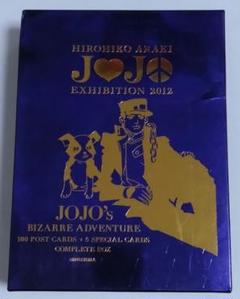 HIROHIKO ARAKI
JOJO
EXHIBITION 2012
JOJO's
BIZARRE ADVENTURE
100 POST CARDS + 5 SPECIAL CARDS
COMPLETE BOX